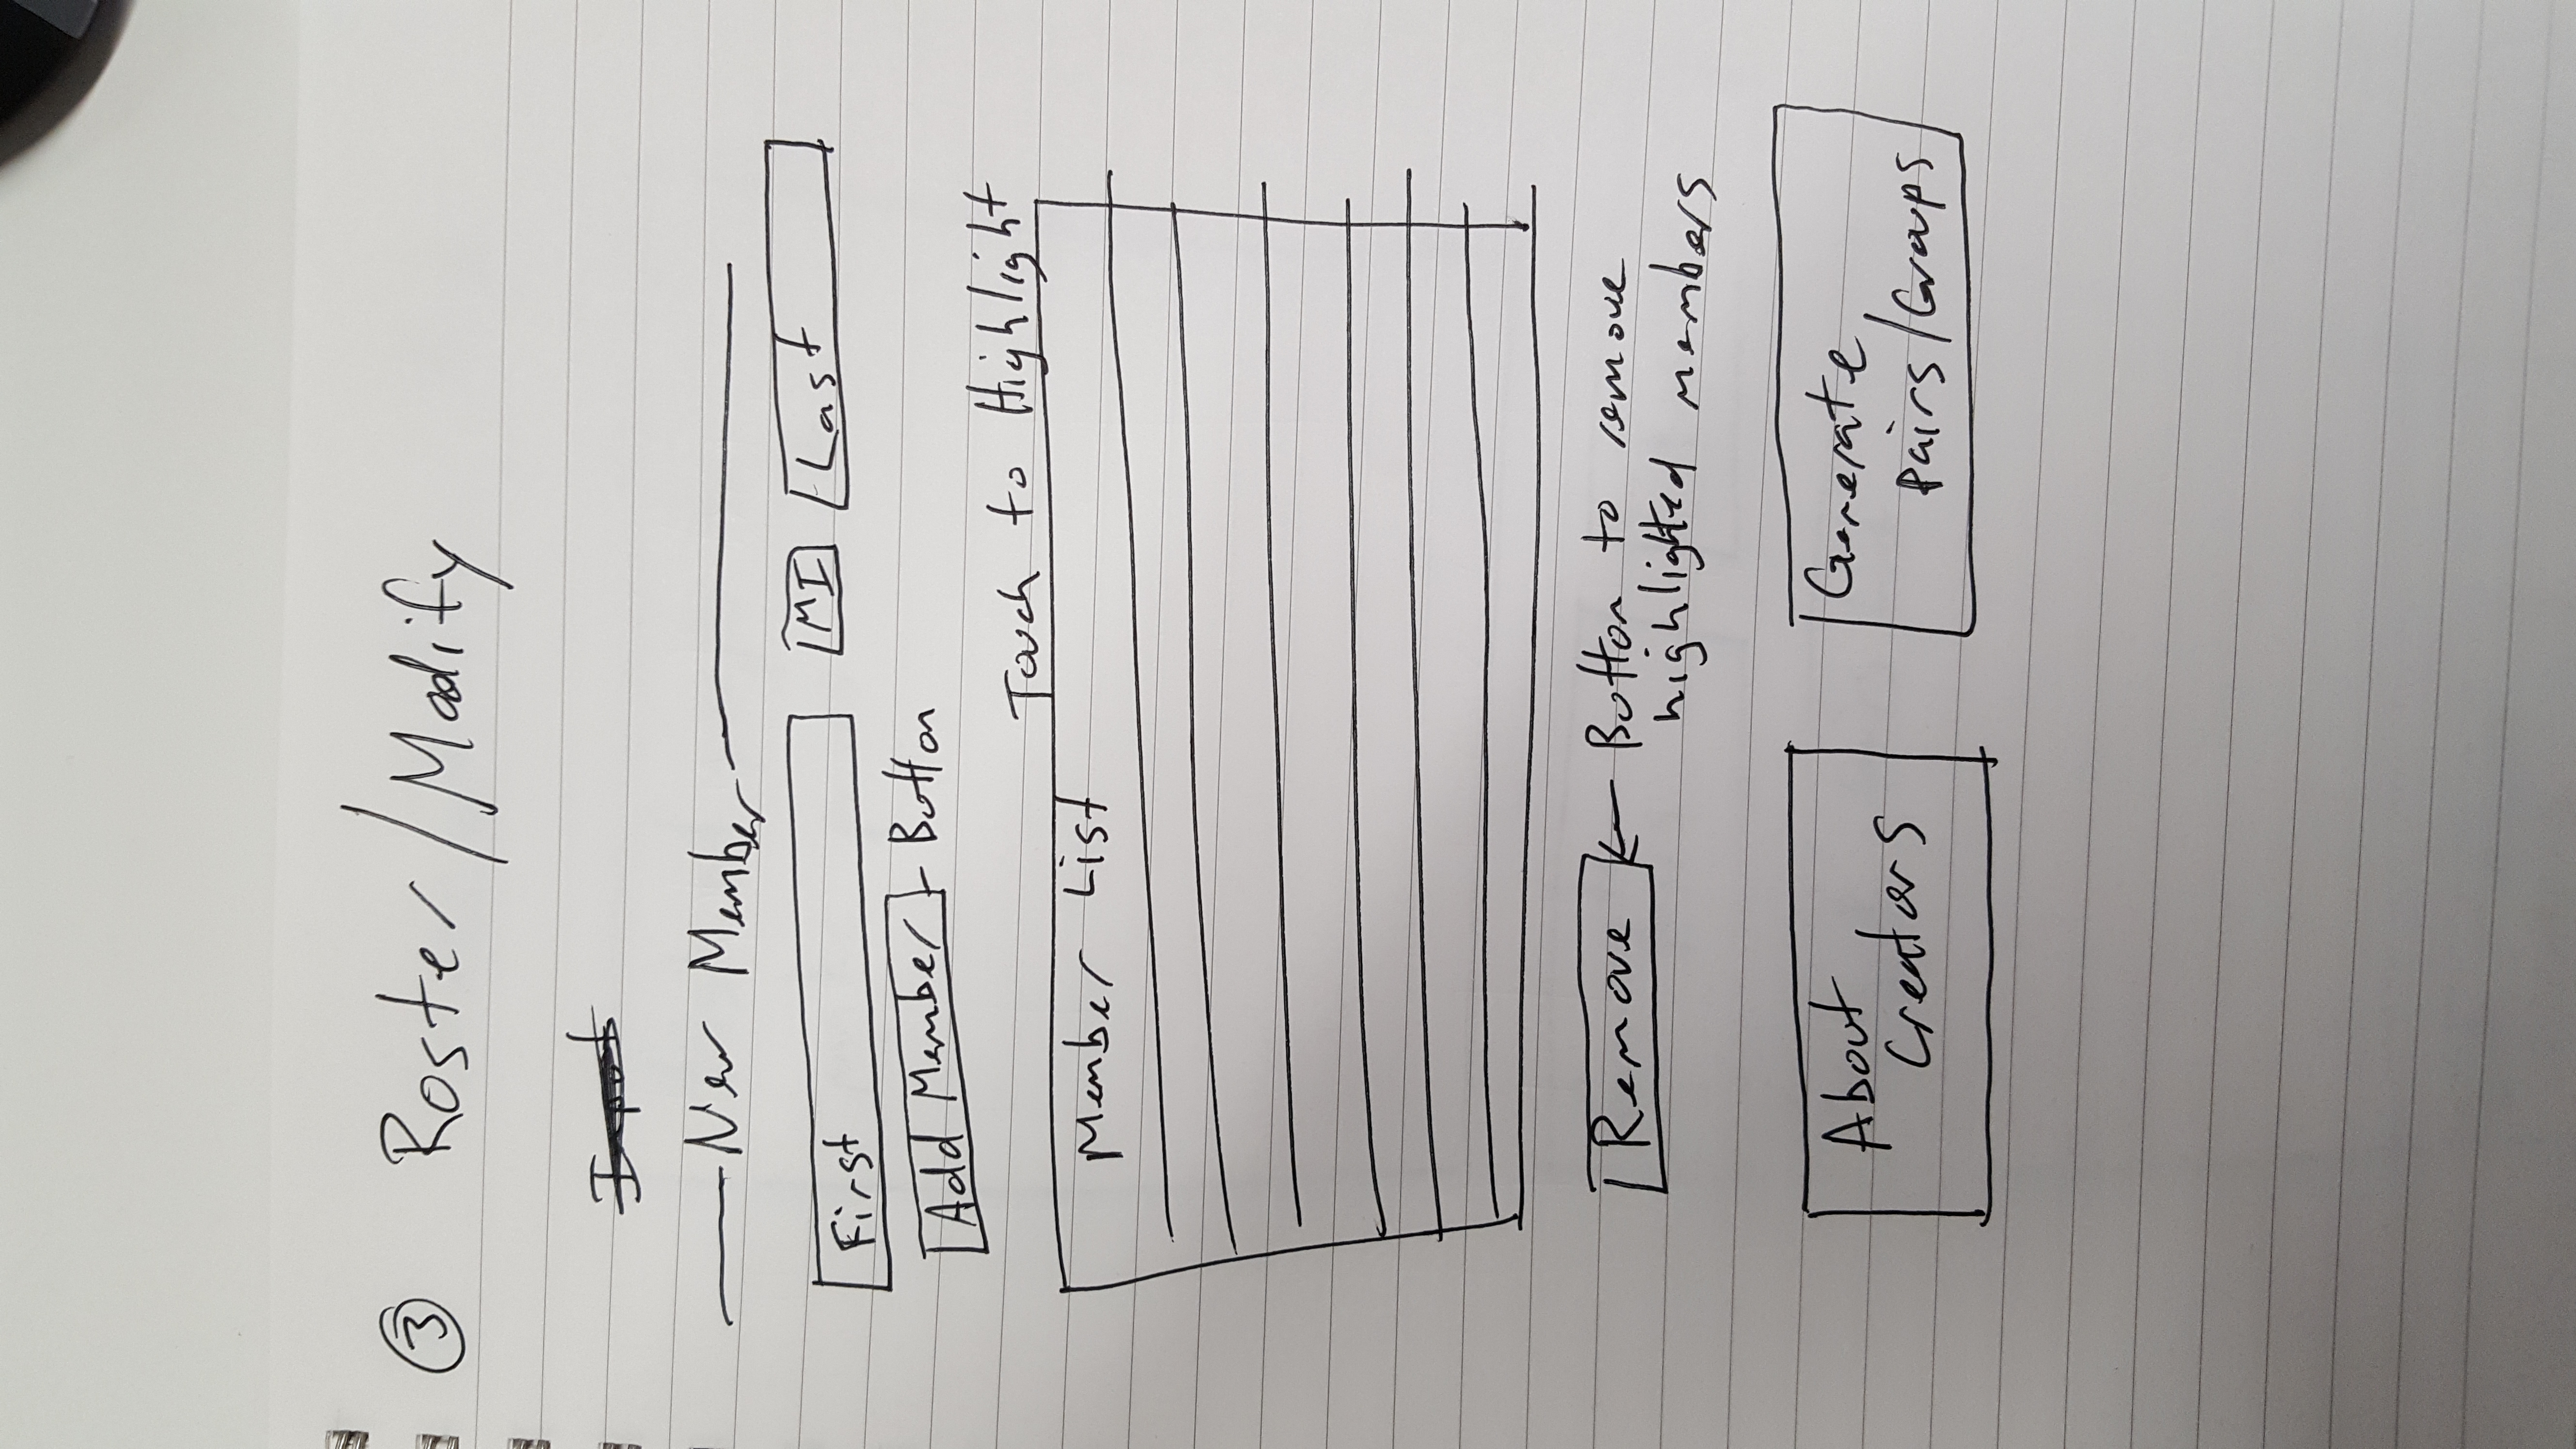 3 Roster/Modify
New Member
First MI Last
Add Member - Button
Touch to Highlight
Member List
Remove ← Button to remove
highlighted members
About
Creators
Generate
Pairs/Groups